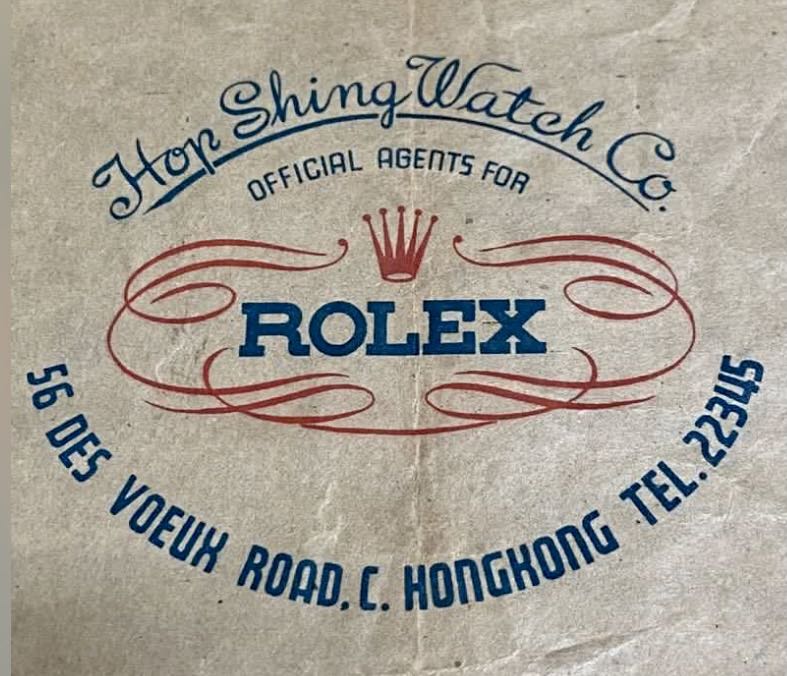 Hop Shing Watch Co.
OFFICIAL AGENTS FOR
ROLEX
56 DES VOEUX ROAD, C. HONGKONG TEL. 22345